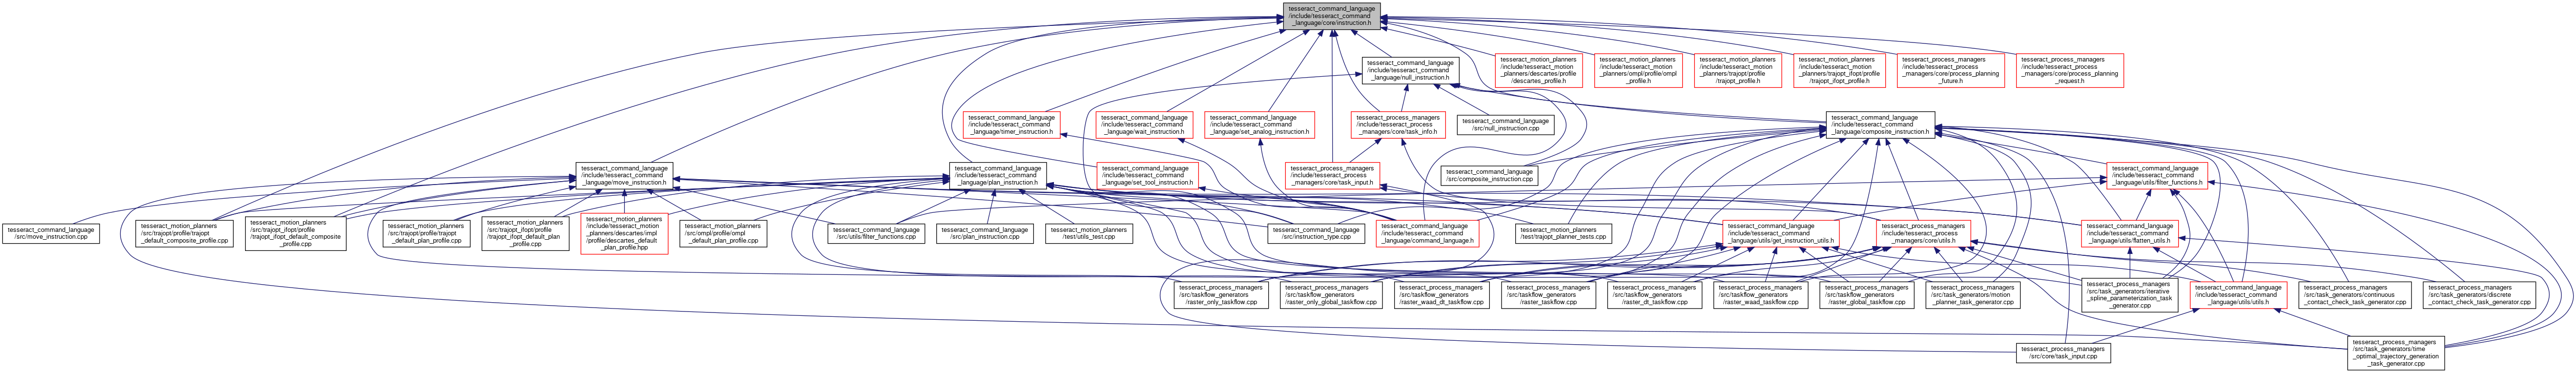 tesseract_command_language
/include/tesseract_command
_language/core/instruction.h
tesseract_command_language
/include/tesseract_command
_language/null_instruction.h
tesseract_motion_planners
/include/tesseract_motion
_planners/descartes/profile
/descartes_profile.h
tesseract_motion_planners
/include/tesseract_motion
_planners/ompl/profile/ompl
_profile.h
tesseract_motion_planners
/include/tesseract_motion
_planners/trajopt/profile
/trajopt_profile.h
tesseract_motion_planners
/include/tesseract_motion
_planners/trajopt_ifopt/profile
/trajopt_ifopt_profile.h
tesseract_process_managers
/include/tesseract_process
_managers/core/process_planning
_future.h
tesseract_process_managers
/include/tesseract_process
_managers/core/process_planning
_request.h
tesseract_command_language
/include/tesseract_command
_language/timer_instruction.h
tesseract_command_language
/include/tesseract_command
_language/wait_instruction.h
tesseract_command_language
/include/tesseract_command
_language/set_analog_instruction.h
tesseract_process_managers
/include/tesseract_process
_managers/core/task_info.h
tesseract_command_language
/src/null_instruction.cpp
tesseract_command_language
/include/tesseract_command
_language/composite_instruction.h
tesseract_command_language
/include/tesseract_command
_language/move_instruction.h
tesseract_command_language
/include/tesseract_command
_language/plan_instruction.h
tesseract_command_language
/include/tesseract_command
_language/set_tool_instruction.h
tesseract_process_managers
/include/tesseract_process
_managers/core/task_input.h
tesseract_command_language
/src/composite_instruction.cpp
tesseract_command_language
/include/tesseract_command
_language/utils/filter_functions.h
tesseract_command_language
/src/move_instruction.cpp
tesseract_motion_planners
/src/trajopt/profile/trajopt
_default_composite_profile.cpp
tesseract_motion_planners
/src/trajopt_ifopt/profile
/trajopt_ifopt_default_composite
_profile.cpp
tesseract_motion_planners
/src/trajopt/profile/trajopt
_default_plan_profile.cpp
tesseract_motion_planners
/src/trajopt_ifopt/profile
/trajopt_ifopt_default_plan
_profile.cpp
tesseract_motion_planners
/include/tesseract_motion
_planners/descartes/impl
/profile/descartes_default
_plan_profile.hpp
tesseract_motion_planners
/src/ompl/profile/ompl
_default_plan_profile.cpp
tesseract_command_language
/src/utils/filter_functions.cpp
tesseract_command_language
/src/plan_instruction.cpp
tesseract_motion_planners
/test/utils_test.cpp
tesseract_command_language
/src/instruction_type.cpp
tesseract_command_language
/include/tesseract_command
_language/command_language.h
tesseract_motion_planners
/test/trajopt_planner_tests.cpp
tesseract_command_language
/include/tesseract_command
_language/utils/get_instruction_utils.h
tesseract_process_managers
/include/tesseract_process
_managers/core/utils.h
tesseract_command_language
/include/tesseract_command
_language/utils/flatten_utils.h
tesseract_process_managers
/src/taskflow_generators
/raster_only_taskflow.cpp
tesseract_process_managers
/src/taskflow_generators
/raster_only_global_taskflow.cpp
tesseract_process_managers
/src/taskflow_generators
/raster_waad_dt_taskflow.cpp
tesseract_process_managers
/src/taskflow_generators
/raster_taskflow.cpp
tesseract_process_managers
/src/taskflow_generators
/raster_dt_taskflow.cpp
tesseract_process_managers
/src/taskflow_generators
/raster_waad_taskflow.cpp
tesseract_process_managers
/src/taskflow_generators
/raster_global_taskflow.cpp
tesseract_process_managers
/src/task_generators/motion
_planner_task_generator.cpp
tesseract_process_managers
/src/task_generators/iterative
_spline_parameterization_task
_generator.cpp
tesseract_command_language
/include/tesseract_command
_language/utils/utils.h
tesseract_process_managers
/src/task_generators/continuous
_contact_check_task_generator.cpp
tesseract_process_managers
/src/task_generators/discrete
_contact_check_task_generator.cpp
tesseract_process_managers
/src/core/task_input.cpp
tesseract_process_managers
/src/task_generators/time
_optimal_trajectory_generation
_task_generator.cpp